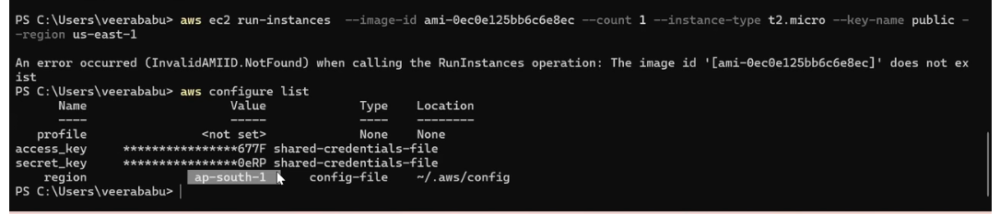 PS C:\Users\veerababu> aws ec2 run-instances --image-id ami-0ec0e125bb6c6e8ec --count 1 --instance-type t2.micro --key-name public -
-region us-east-1
An error occurred (InvalidAMIID.NotFound) when calling the RunInstances operation: The image id '[ami-0ec0e125bb6c6e8ec]' does not ex
ist
PS C:\Users\veerababu> aws configure list
Name Value Type Location
---- ----- ---- --------
profile <not set> None None
access_key ****************677F shared-credentials-file
secret_key ****************0eRP shared-credentials-file
region ap-south-1 config-file ~/.aws/config
PS C:\Users\veerababu>